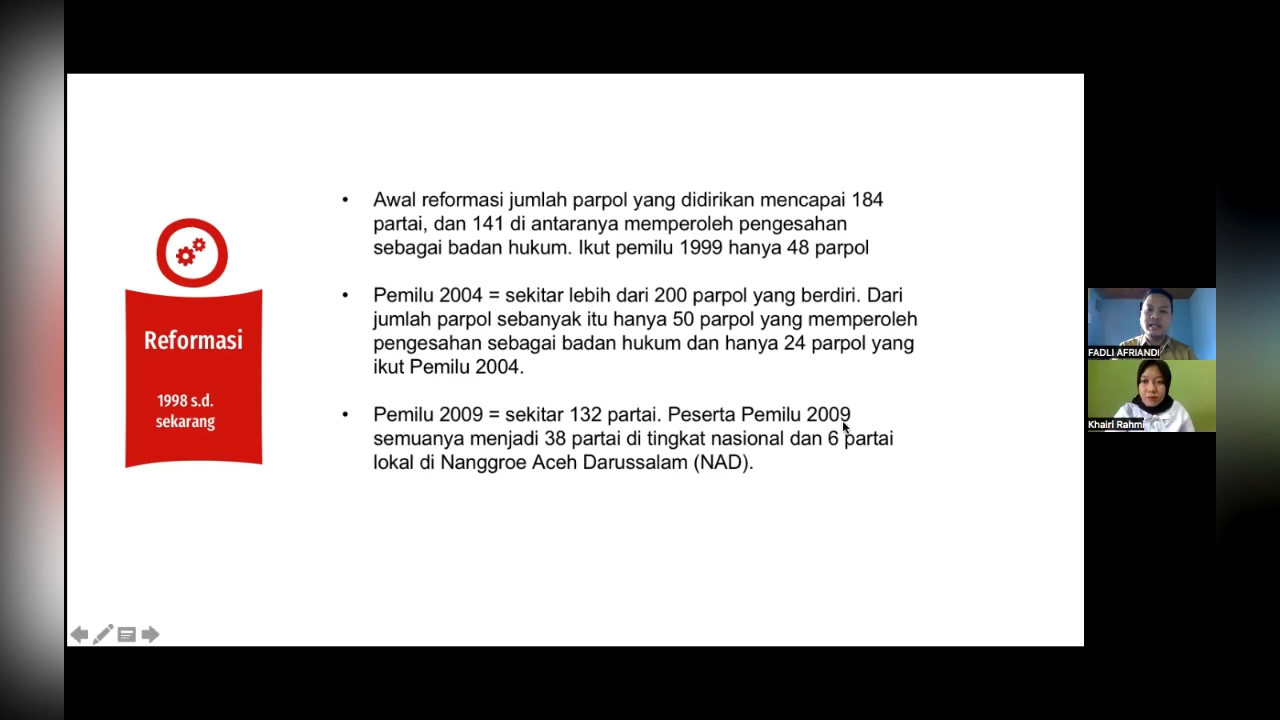 Reformasi
1998 s.d.
sekarang
• Awal reformasi jumlah parpol yang didirikan mencapai 184
partai, dan 141 di antaranya memperoleh pengesahan
sebagai badan hukum. Ikut pemilu 1999 hanya 48 parpol
• Pemilu 2004 = sekitar lebih dari 200 parpol yang berdiri. Dari
jumlah parpol sebanyak itu hanya 50 parpol yang memperoleh
pengesahan sebagai badan hukum dan hanya 24 parpol yang
ikut Pemilu 2004.
• Pemilu 2009 = sekitar 132 partai. Peserta Pemilu 2009
semuanya menjadi 38 partai di tingkat nasional dan 6 partai
lokal di Nanggroe Aceh Darussalam (NAD).
FADLI AFRIANDI
Khairi Rahmi